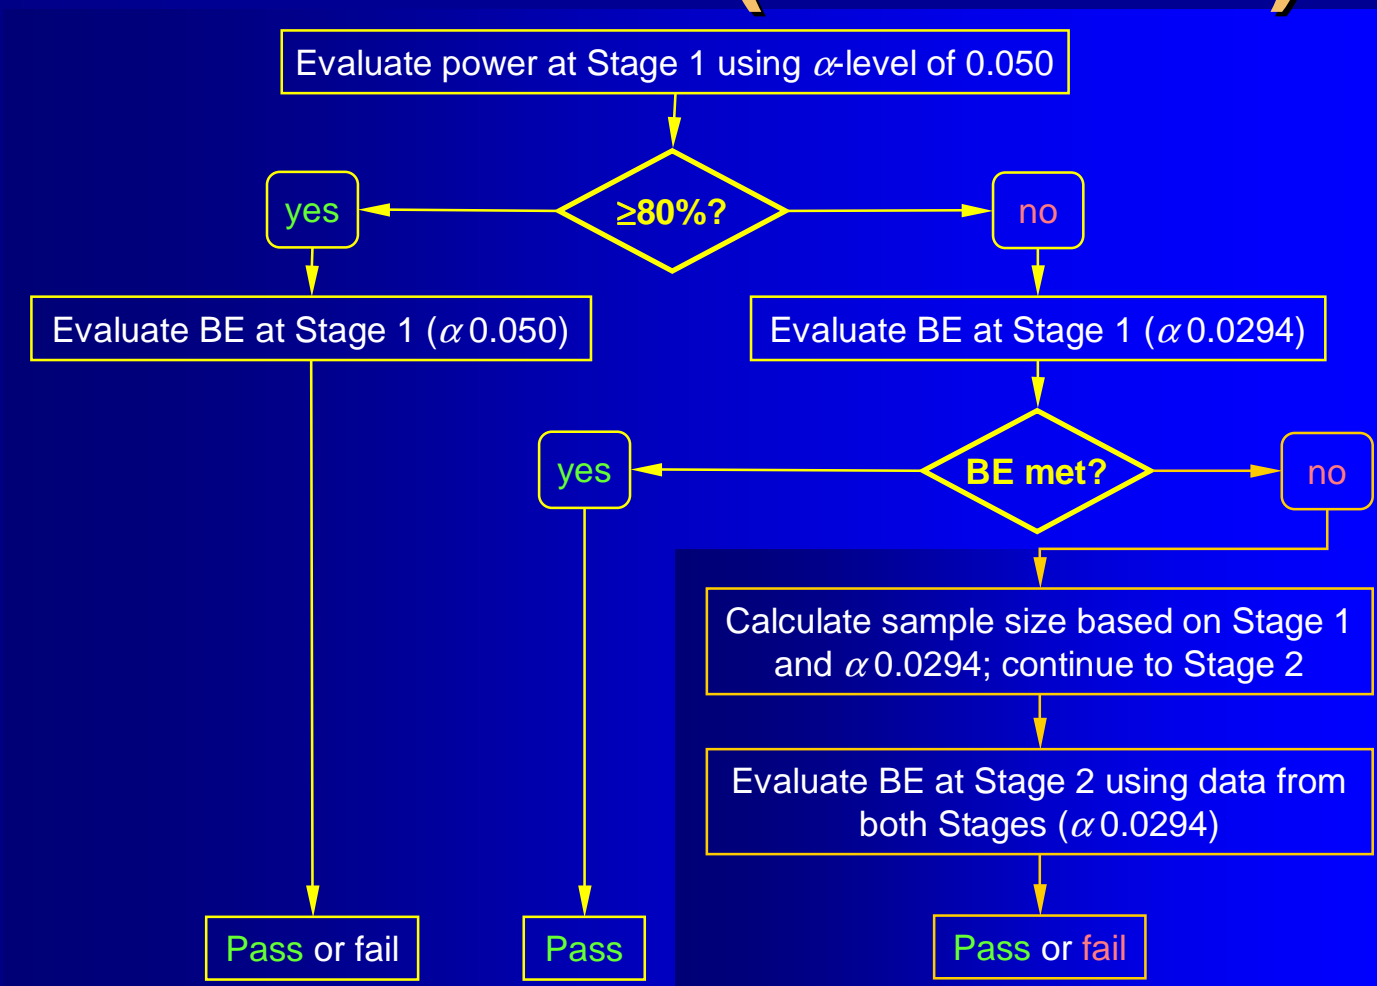 Evaluate power at Stage 1 using α-level of 0.050
≥80%?
yes
no
Evaluate BE at Stage 1 (α 0.050)
Evaluate BE at Stage 1 (α 0.0294)
BE met?
yes
no
Calculate sample size based on Stage 1
and α 0.0294; continue to Stage 2
Evaluate BE at Stage 2 using data from
both Stages (α 0.0294)
Pass or fail
Pass
Pass or fail